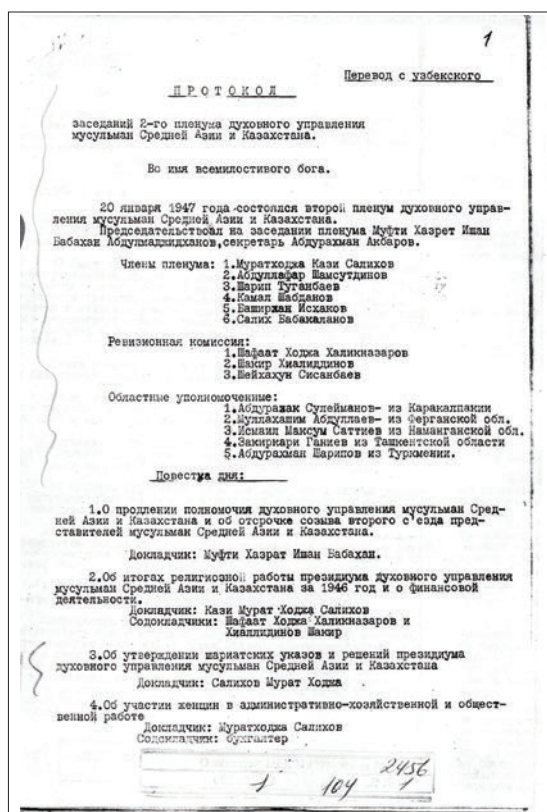 1
Перевод с узбекского
ПРОТОКОЛ
заседаний 2-го пленума духовного управления
мусульман Средней Азии и Казахстана.
Во имя всемилостивого бога.
20 января 1947 года состоялся второй пленум духовного управ-
ления мусульман Средней Азии и Казахстана.
Председательствоал на заседании пленума Муфти Хазрет Ишан
Бабахан Абдулмаджидханов,секретарь Абдурахман Акбаров.
Члены пленума: 1.Муратходжа Кази Салихов
2.Абдуллафар Шамсутдинов
3.Шарип Туганбаев
4.Камал Шабданов
5.Баширжан Исхаков
6.Салих Бабакаланов
Ревизионная комиссия:
1.Шафаат Ходжа Халикназаров
2.Шакир Хиалиддинов
3.Шейхахун Сисанбаев
Областные уполномоченные:
1.Абдуражак Сулейманов- из Каракалпакии
2.Муллахашим Абдуллаев- из Ферганской обл.
3.Исмаил Максум Саттиев из Наманганской обл.
4.Закиркари Ганиев из Ташкентской области
5.Абдурахман Шарипов из Туркмении.
Повестка дня:
1.О продлении полномочия духовного управления мусульман Сред-
ней Азии и Казахстана и об отсрочке созыва второго с'езда пред-
ставителей мусульман Средней Азии и Казахстана.
Докладчик: Муфти Хазрат Ишан Бабахан.
2.Об итогах религиозной работы президиума Духовного управления
мусульман Средней Азии и Казахстана за 1946 год и о финансовой
деятельности.
Докладчик: Кази Мурат Ходжа Салихов
Содокладчики: Шафаат Ходжа Халикназаров и
Хиаллидинов Шакир
3.Об утверждении шариатских указов и решений президиума
духовного управления мусульман Средней Азии и Казахстана
Докладчик: Салихов Мурат Ходжа
4.Об участии женщин в административно-хозяйственной и общест-
венной работе
Докладчик: Муратходжа Салихов
Содокладчик: бухгалтер
2456
1 104 1